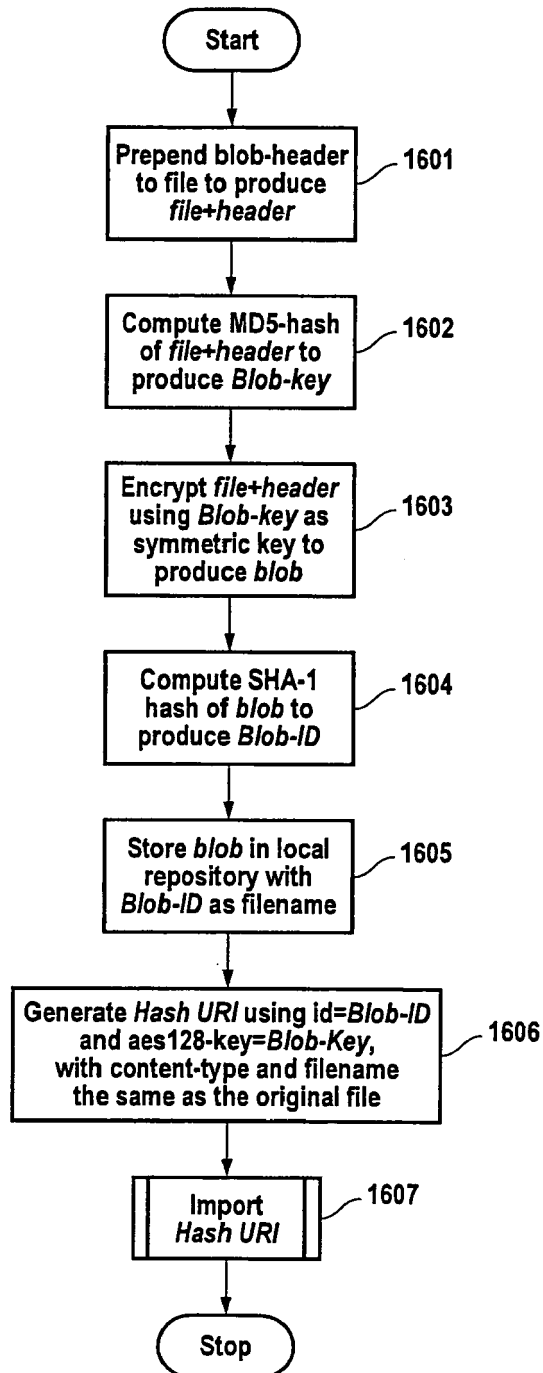 Start
Prepend blob-header
to file to produce
file+header
1601
Compute MD5-hash
of file+header to
produce Blob-key
1602
Encrypt file+header
using Blob-key as
symmetric key to
produce blob
1603
Compute SHA-1
hash of blob to
produce Blob-ID
1604
Store blob in local
repository with
Blob-ID as filename
1605
Generate Hash URI using id=Blob-ID
and aes128-key=Blob-Key,
with content-type and filename
the same as the original file
1606
Import
Hash URI
1607
Stop